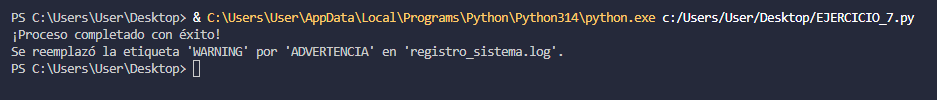 PS C:\Users\User\Desktop> & C:\Users\User\AppData\Local\Programs\Python\Python314\python.exe c:/Users/User/Desktop/EJERCICIO_7.py
¡Proceso completado con éxito!
Se reemplazó la etiqueta 'WARNING' por 'ADVERTENCIA' en 'registro_sistema.log'.
PS C:\Users\User\Desktop>